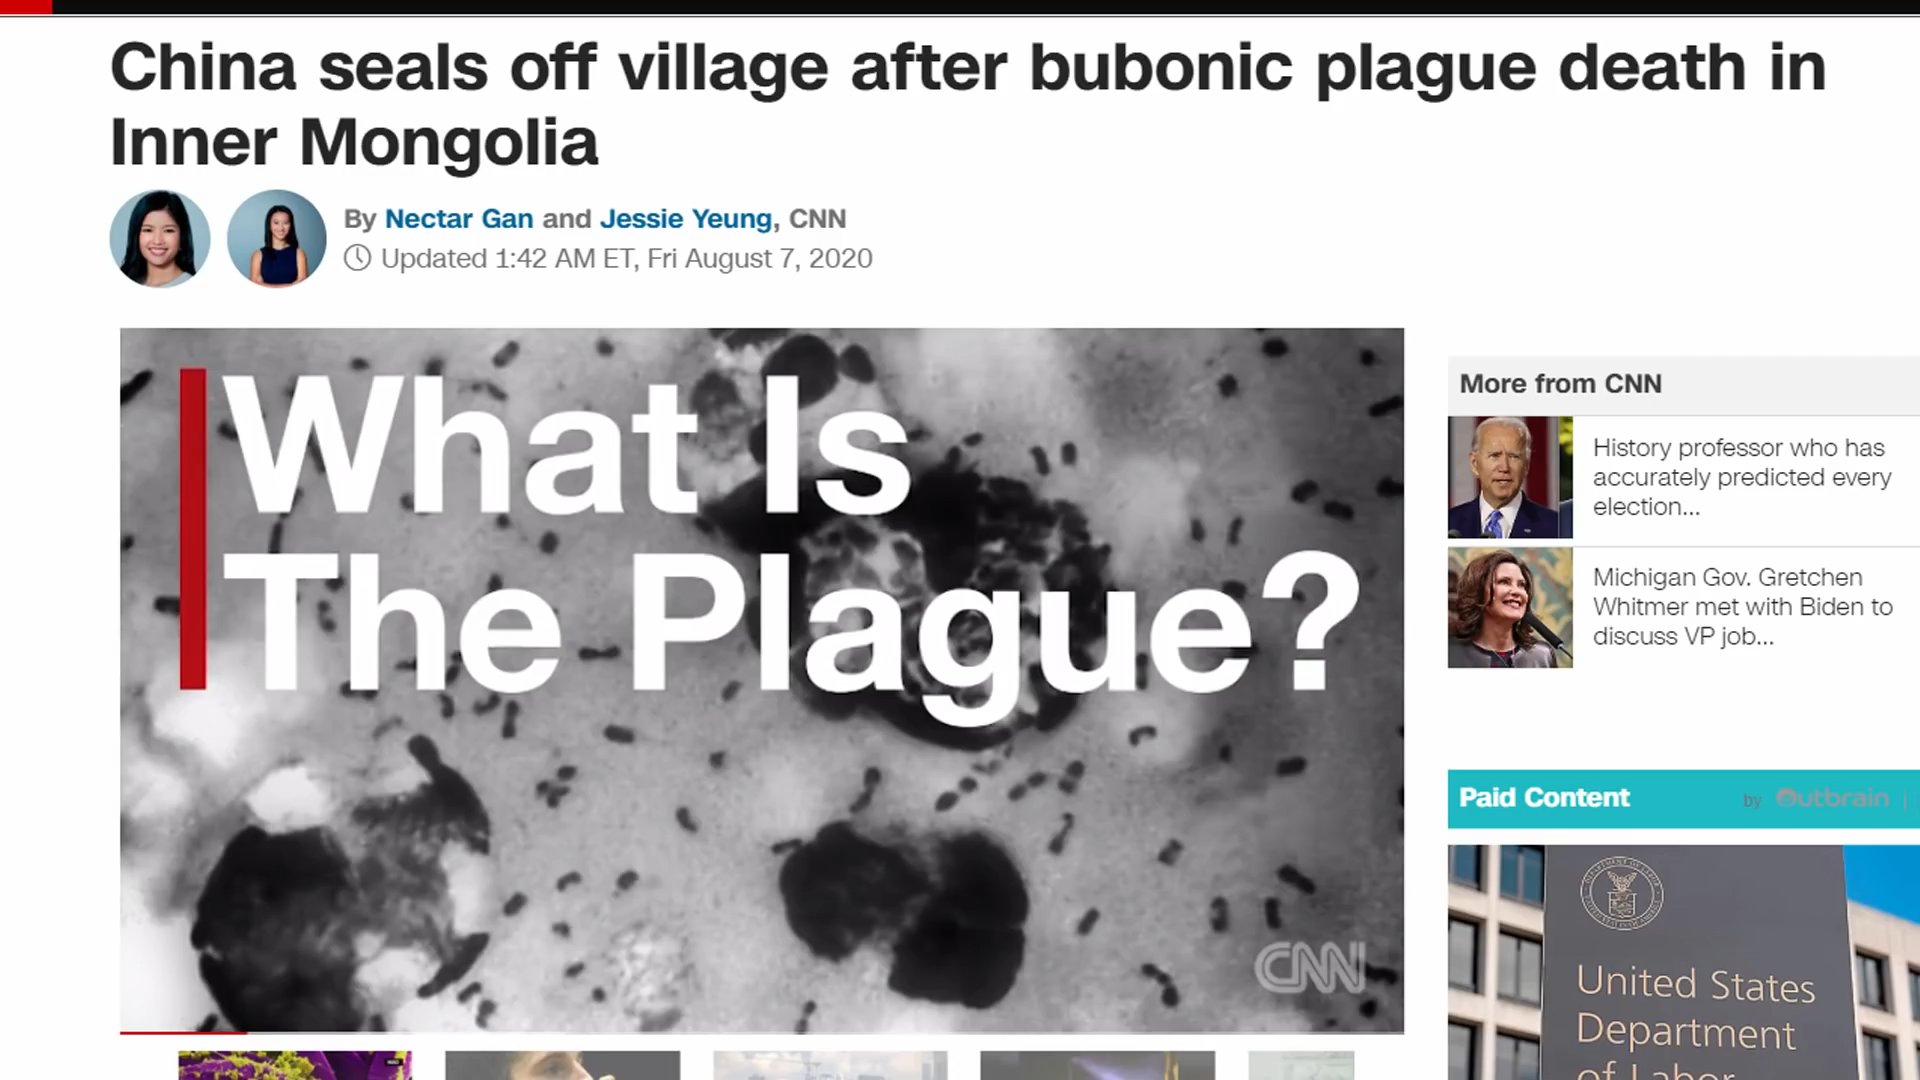 China seals off village after bubonic plague death in
Inner Mongolia
By Nectar Gan and Jessie Yeung, CNN
Updated 1:42 AM ET, Fri August 7, 2020
What Is
The Plague?
CNN
More from CNN
History professor who has
accurately predicted every
election...
Michigan Gov. Gretchen
Whitmer met with Biden to
discuss VP job...
Paid Content by Outbrain |
United States
Department
of Labor